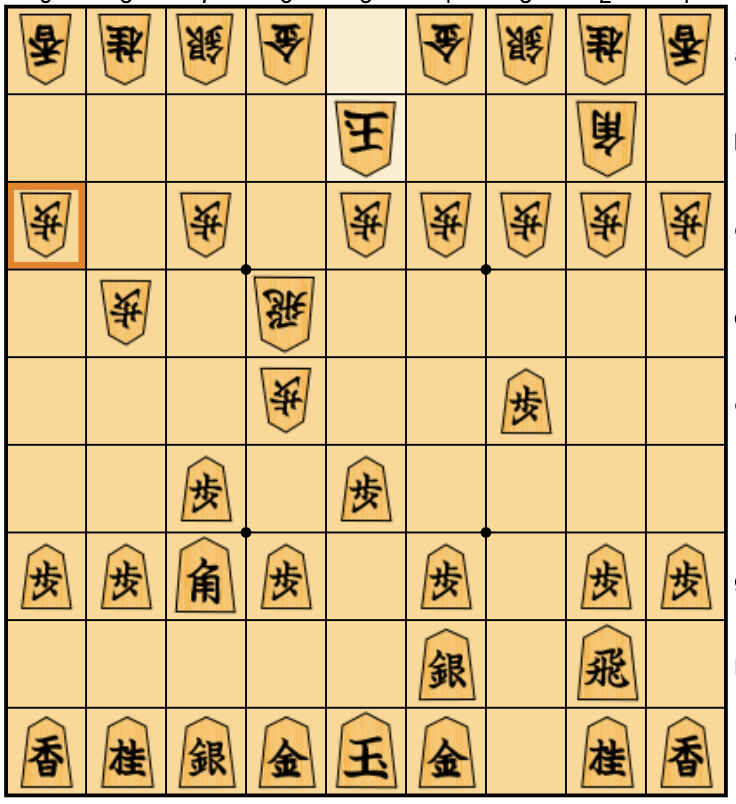 香 桂 銀 金 金 銀 桂 香
王 角
歩 歩 歩 歩 歩 歩 歩
歩 飛
歩 歩
歩 歩
歩 歩 角 歩 歩 歩 歩
銀 飛
香 桂 銀 金 玉 金 桂 香